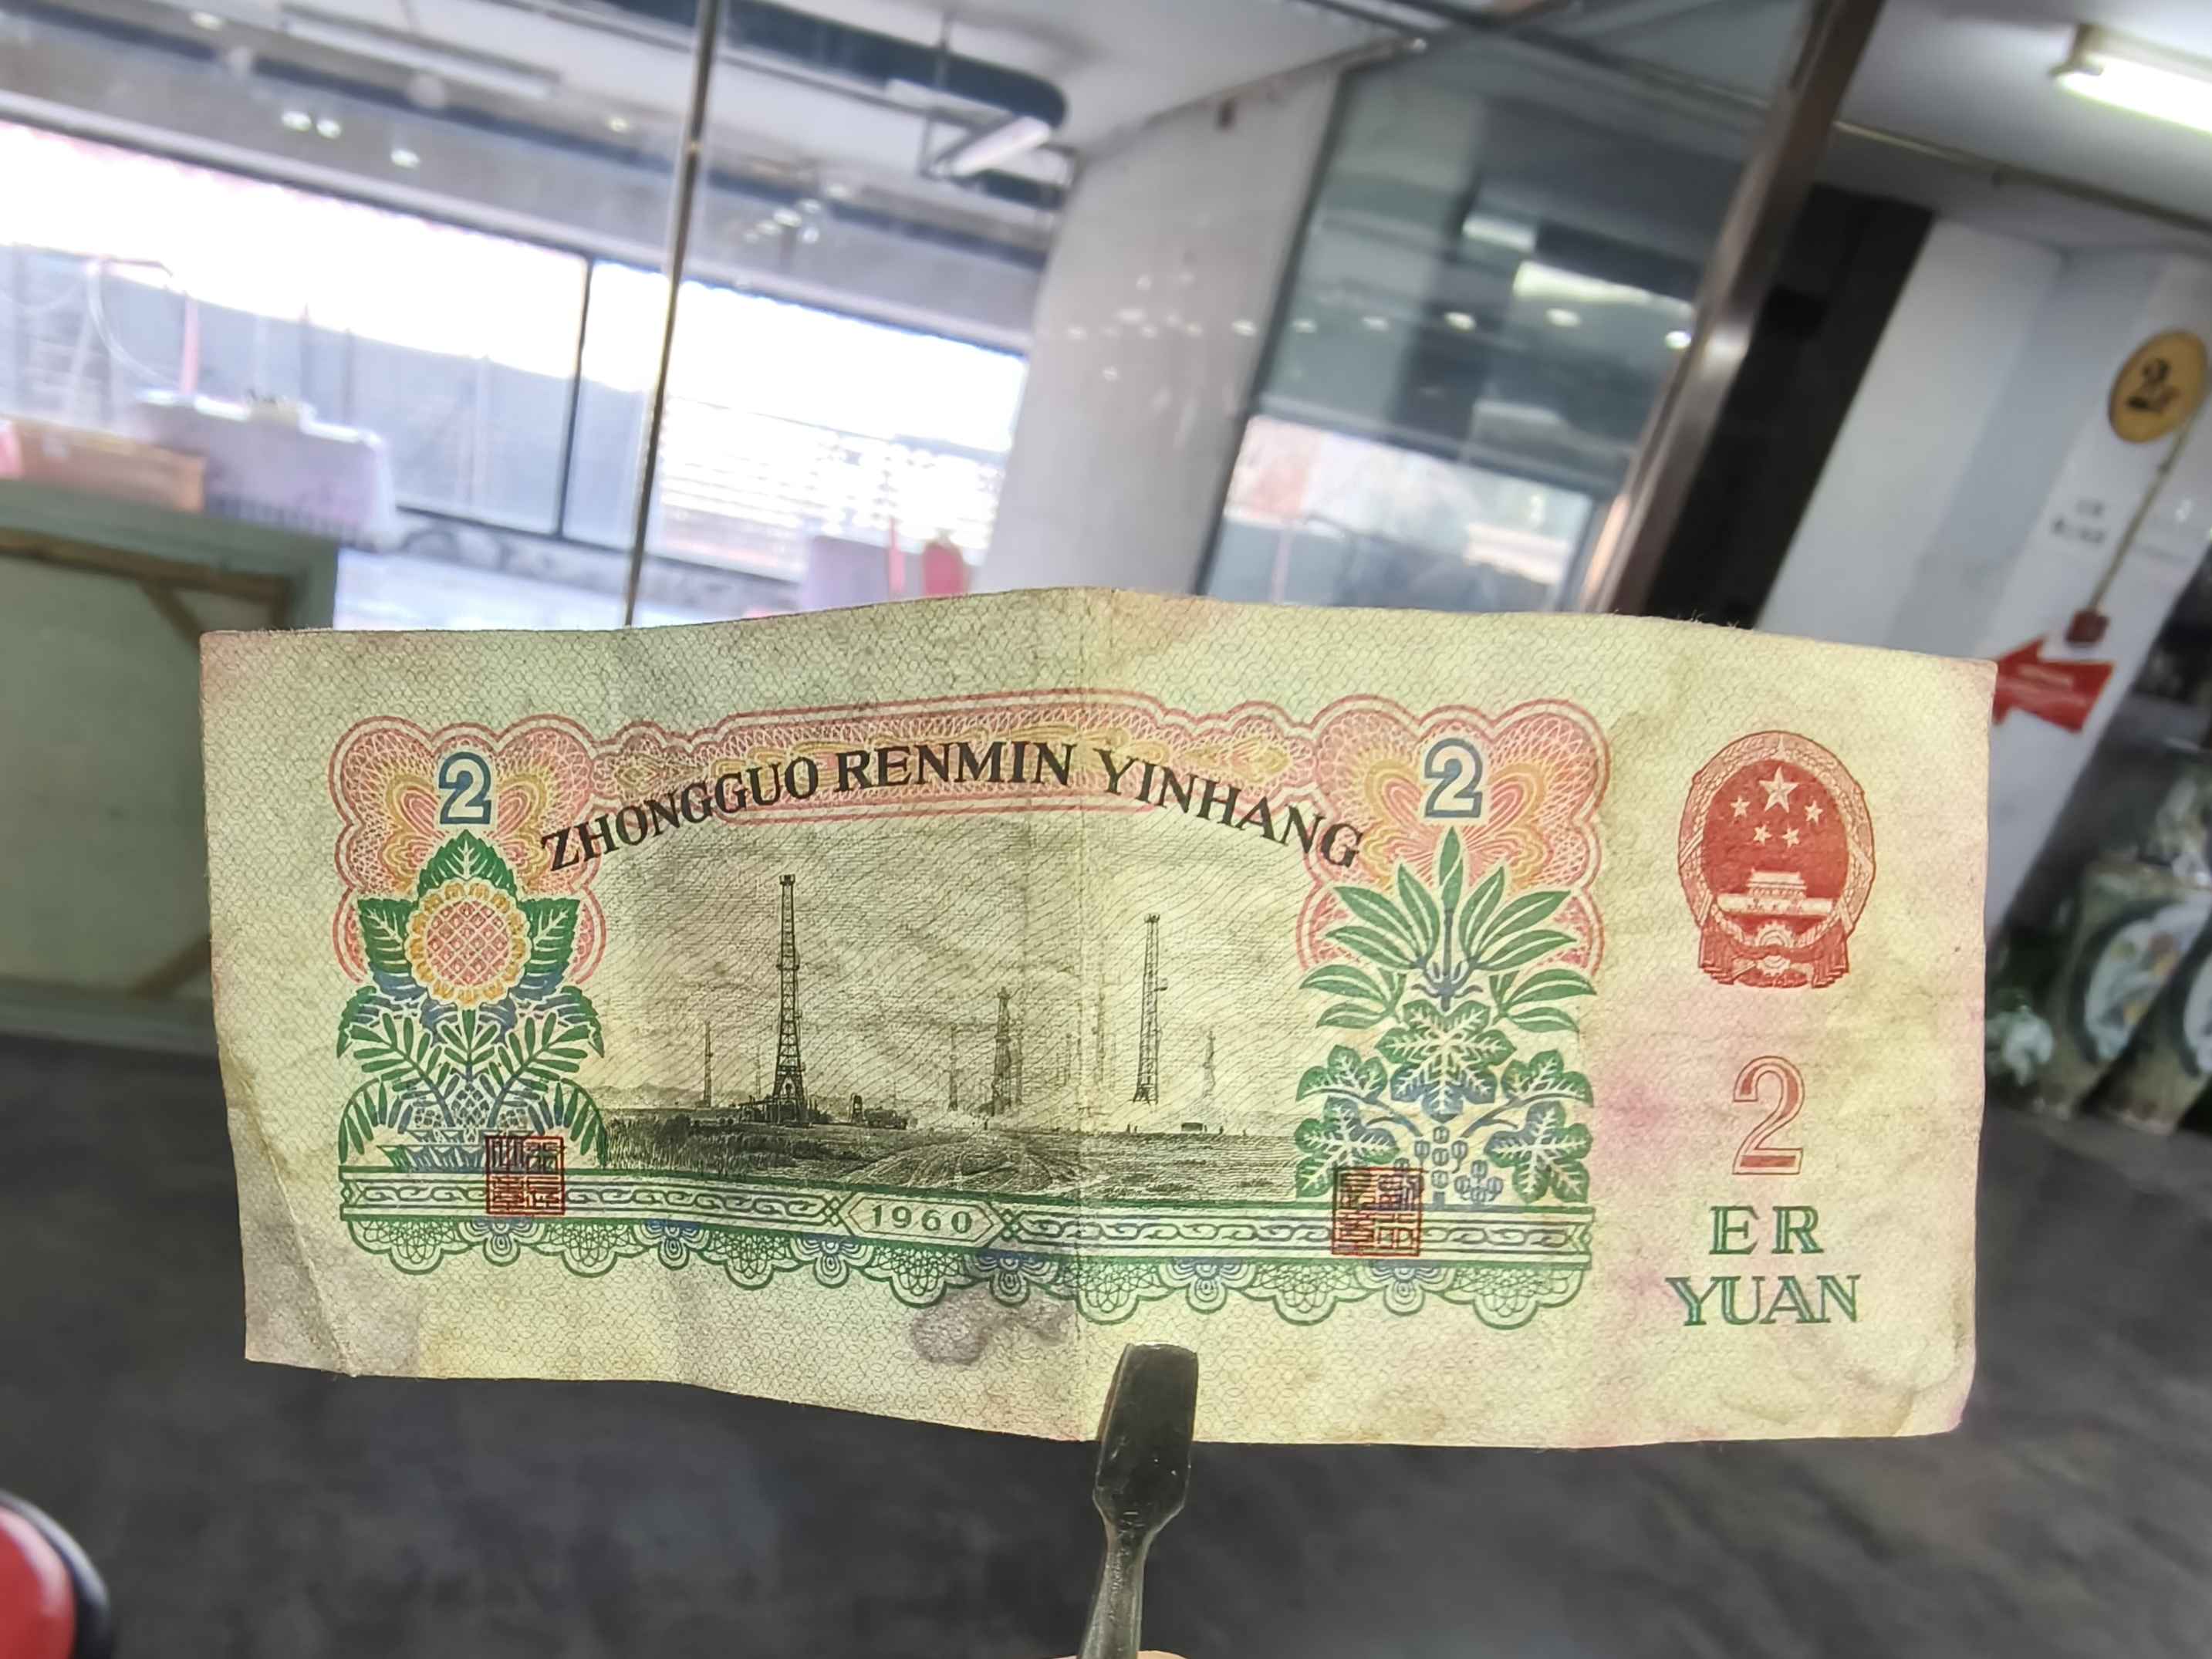 ZHONGGUO RENMIN YINHANG
2
2
1960
2
ER
YUAN